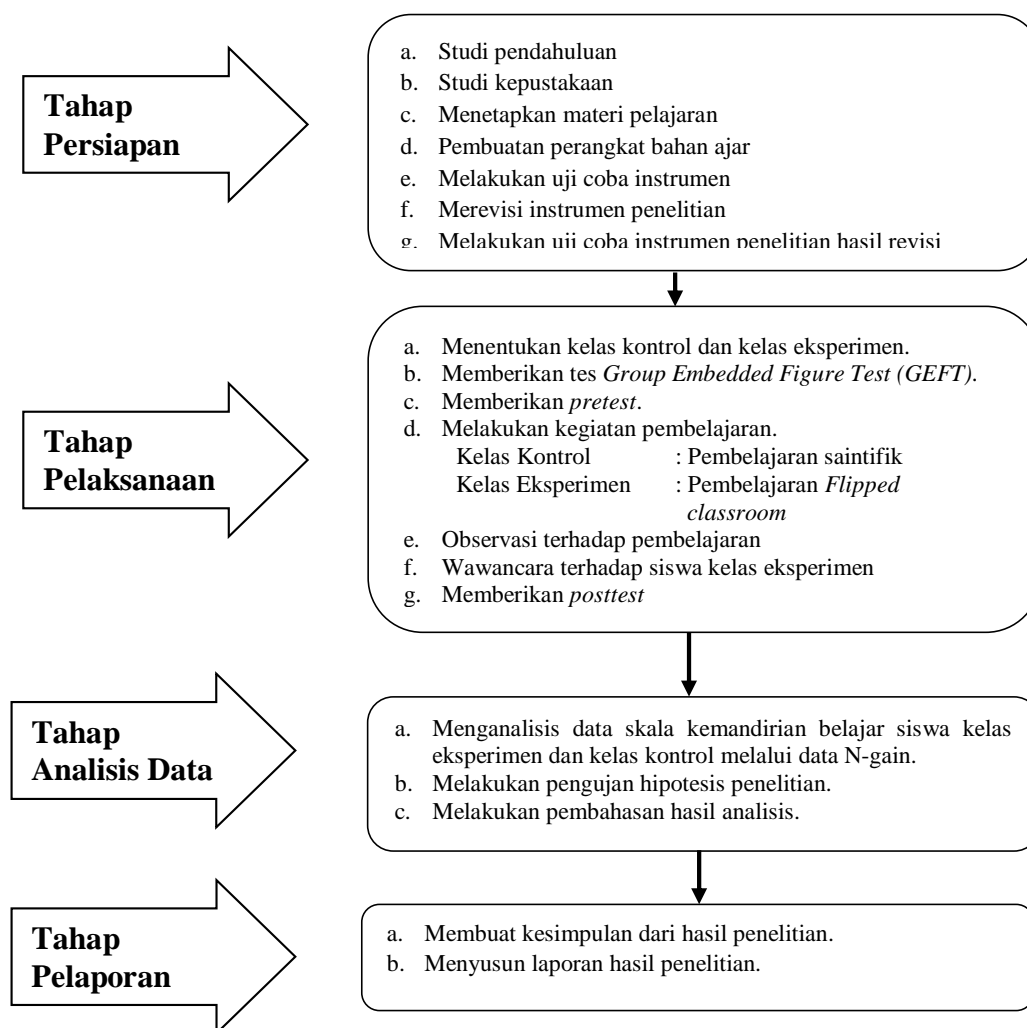 Tahap
Persiapan
a. Studi pendahuluan
b. Studi kepustakaan
c. Menetapkan materi pelajaran
d. Pembuatan perangkat bahan ajar
e. Melakukan uji coba instrumen
f. Merevisi instrumen penelitian
g. Melakukan uji coba instrumen penelitian hasil revisi
Tahap
Pelaksanaan
a. Menentukan kelas kontrol dan kelas eksperimen.
b. Memberikan tes Group Embedded Figure Test (GEFT).
c. Memberikan pretest.
d. Melakukan kegiatan pembelajaran.
Kelas Kontrol : Pembelajaran saintifik
Kelas Eksperimen : Pembelajaran Flipped
classroom
e. Observasi terhadap pembelajaran
f. Wawancara terhadap siswa kelas eksperimen
g. Memberikan posttest
Tahap
Analisis Data
a. Menganalisis data skala kemandirian belajar siswa kelas
eksperimen dan kelas kontrol melalui data N-gain.
b. Melakukan pengujan hipotesis penelitian.
c. Melakukan pembahasan hasil analisis.
Tahap
Pelaporan
a. Membuat kesimpulan dari hasil penelitian.
b. Menyusun laporan hasil penelitian.